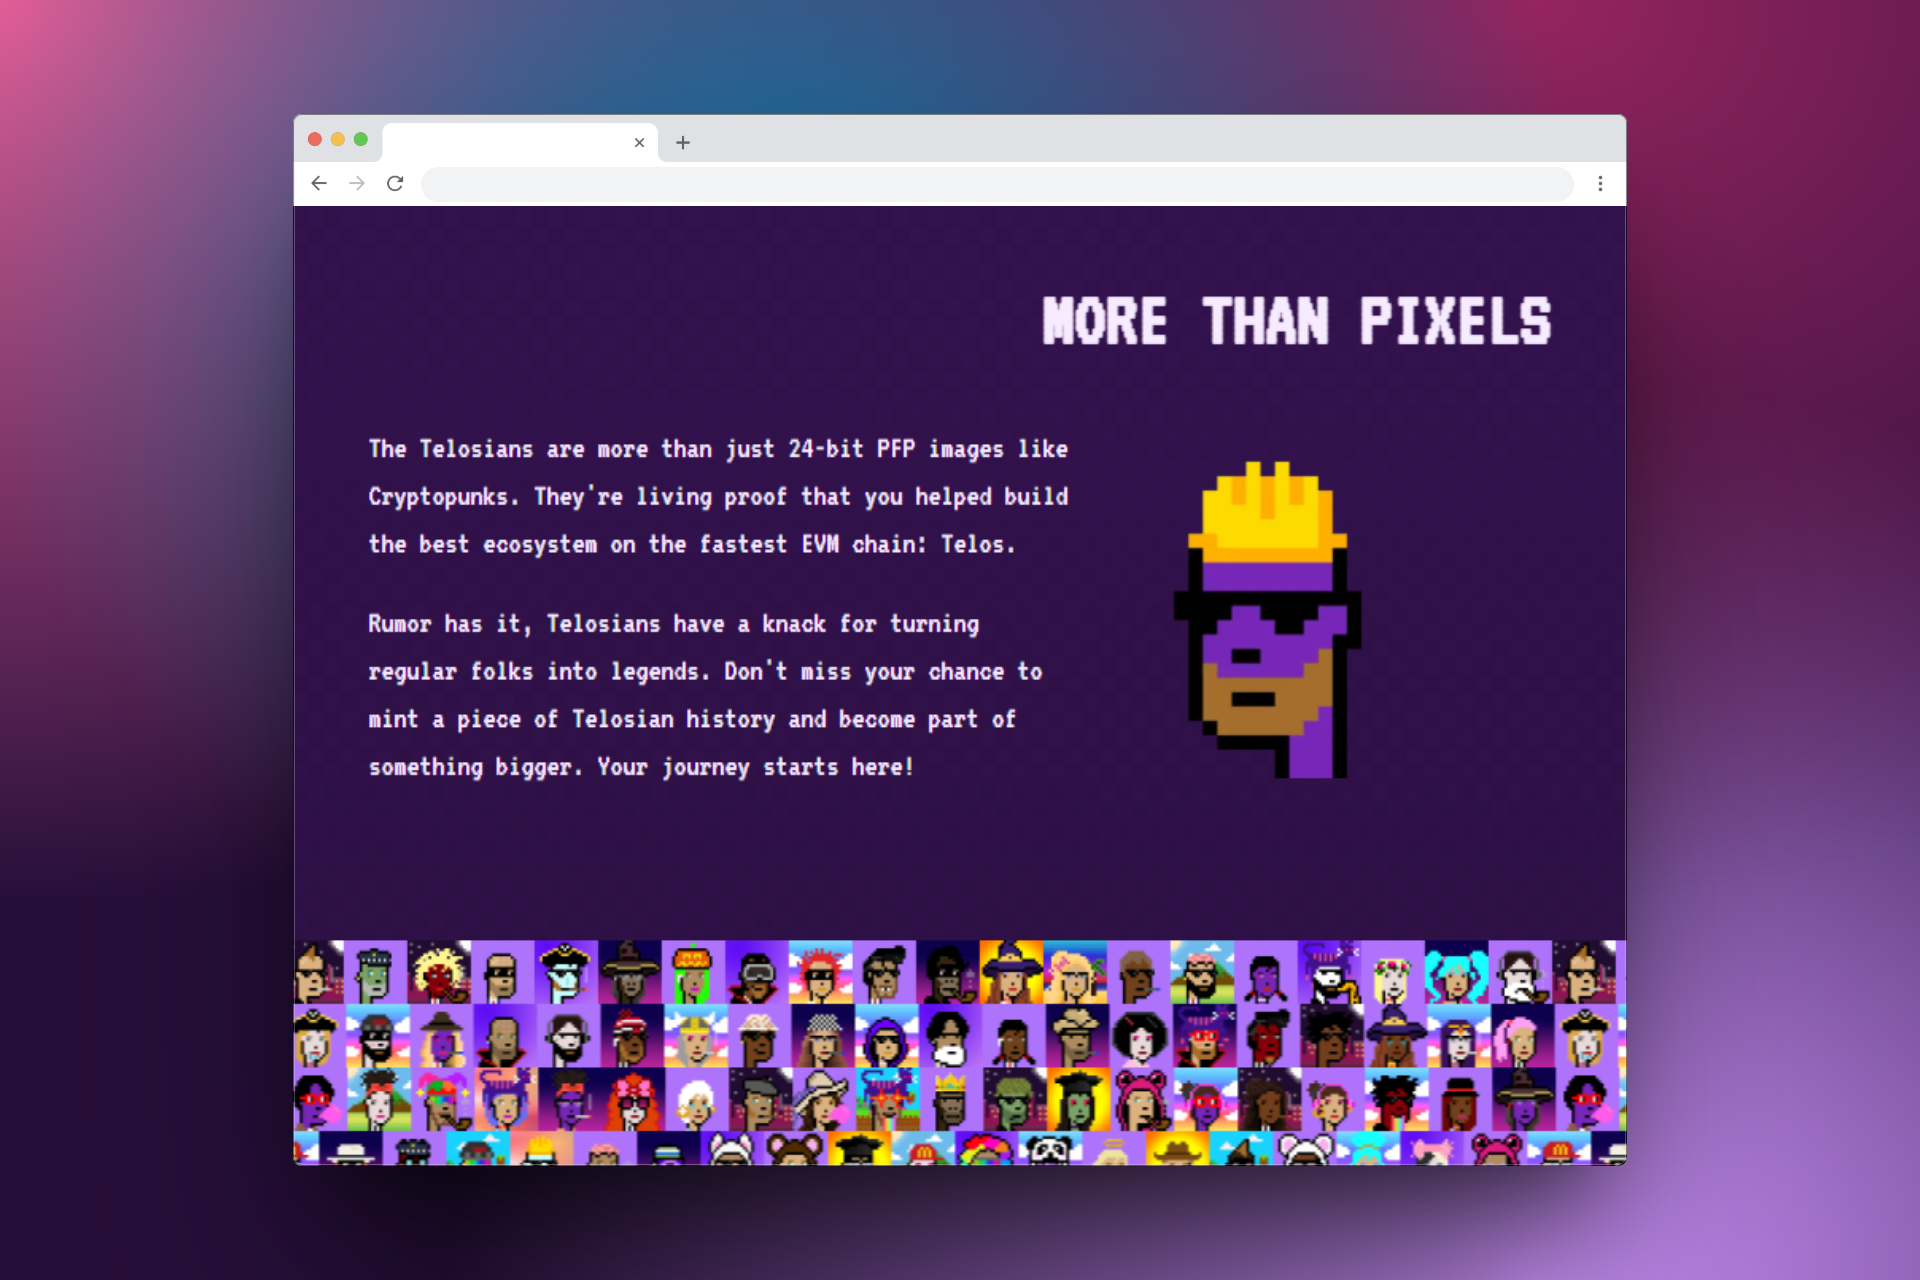 MORE THAN PIXELS
The Telosians are more than just 24-bit PFP images like
Cryptopunks. They're living proof that you helped build
the best ecosystem on the fastest EVM chain: Telos.
Rumor has it, Telosians have a knack for turning
regular folks into legends. Don't miss your chance to
mint a piece of Telosian history and become part of
something bigger. Your journey starts here!